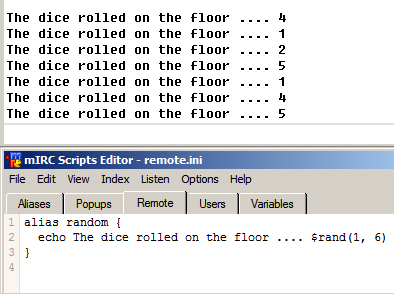 The dice rolled on the floor .... 4
The dice rolled on the floor .... 1
The dice rolled on the floor .... 2
The dice rolled on the floor .... 5
The dice rolled on the floor .... 1
The dice rolled on the floor .... 4
The dice rolled on the floor .... 5
mIRC Scripts Editor - remote.ini
File Edit View Index Listen Options Help
Aliases Popups Remote Users Variables
1 alias random {
2 echo The dice rolled on the floor .... $rand(1, 6)
3 }
4